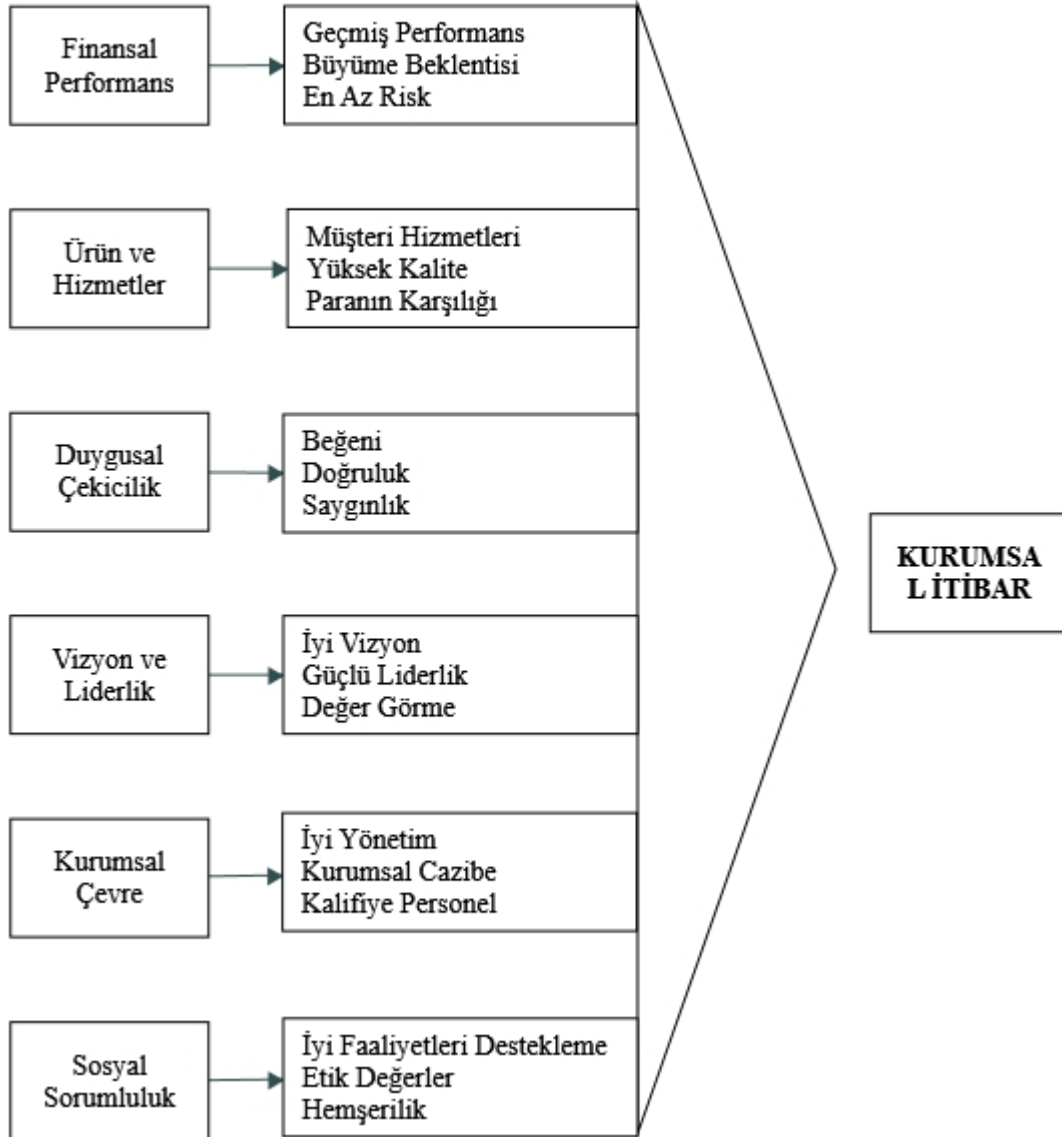 Finansal
Performans
Geçmiş Performans
Büyüme Beklentisi
En Az Risk
Ürün ve
Hizmetler
Müşteri Hizmetleri
Yüksek Kalite
Paranın Karşılığı
Duygusal
Çekicilik
Beğeni
Doğruluk
Saygınlık
KURUMSA
L İTİBAR
Vizyon ve
Liderlik
İyi Vizyon
Güçlü Liderlik
Değer Görme
Kurumsal
Çevre
İyi Yönetim
Kurumsal Cazibe
Kalifiye Personel
Sosyal
Sorumluluk
İyi Faaliyetleri Destekleme
Etik Değerler
Hemşerilik